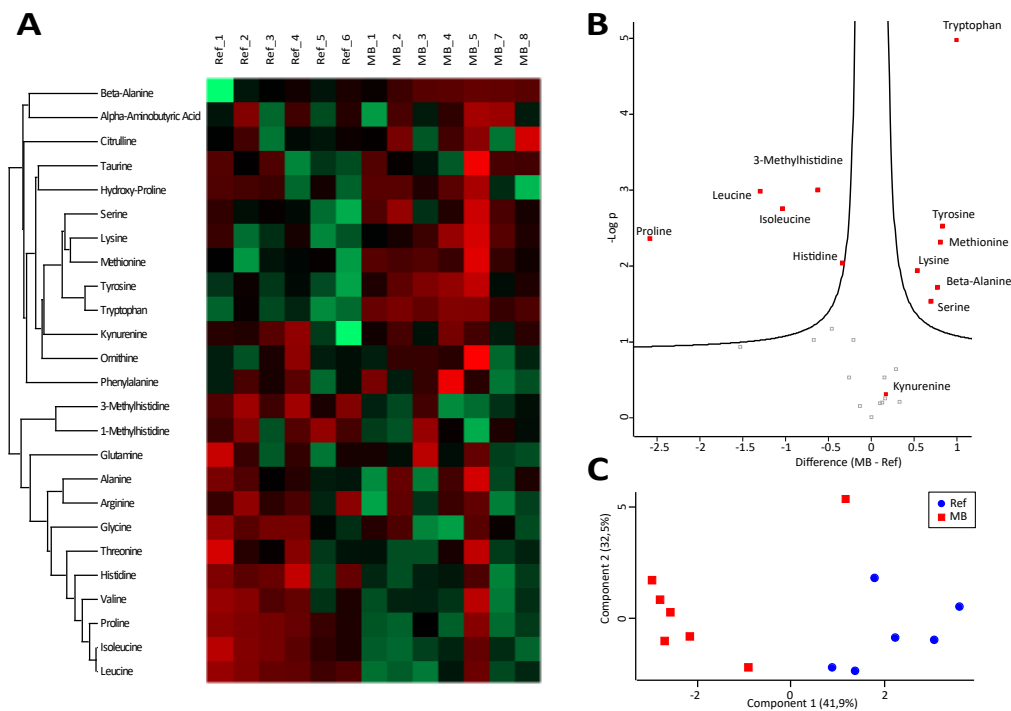 A
Ref_1 Ref_2 Ref_3 Ref_4 Ref_5 Ref_6 MB_1 MB_2 MB_3 MB_4 MB_5 MB_7 MB_8
Beta-Alanine
Alpha-Aminobutyric Acid
Citrulline
Taurine
Hydroxy-Proline
Serine
Lysine
Methionine
Tyrosine
Tryptophan
Kynurenine
Ornithine
Phenylalanine
3-Methylhistidine
1-Methylhistidine
Glutamine
Alanine
Arginine
Glycine
Threonine
Histidine
Valine
Proline
Isoleucine
Leucine
B
-Log p
5
4
3
2
1
0
Tryptophan
3-Methylhistidine
Leucine
Isoleucine
Proline
Histidine
Tyrosine
Methionine
Lysine
Beta-Alanine
Serine
Kynurenine
-2.5 -2 -1.5 -1 -0.5 0 0.5 1
Difference (MB - Ref)
C
Component 2 (32,5%)
5
0
Ref
MB
-2 0 2
Component 1 (41,9%)